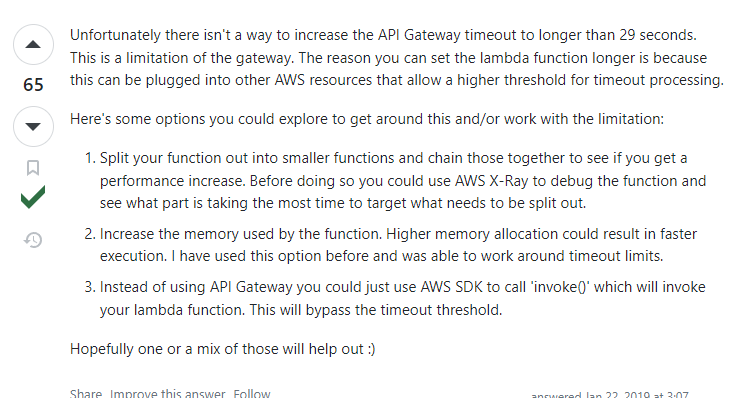 Unfortunately there isn't a way to increase the API Gateway timeout to longer than 29 seconds.
This is a limitation of the gateway. The reason you can set the lambda function longer is because
65
this can be plugged into other AWS resources that allow a higher threshold for timeout processing.
Here's some options you could explore to get around this and/or work with the limitation:
1. Split your function out into smaller functions and chain those together to see if you get a
performance increase. Before doing so you could use AWS X-Ray to debug the function and
see what part is taking the most time to target what needs to be split out.
2. Increase the memory used by the function. Higher memory allocation could result in faster
execution. I have used this option before and was able to work around timeout limits.
3. Instead of using API Gateway you could just use AWS SDK to call 'invoke()' which will invoke
your lambda function. This will bypass the timeout threshold.
Hopefully one or a mix of those will help out :)
Share Improve this answer Follow
answered Jan 22, 2019 at 3:07